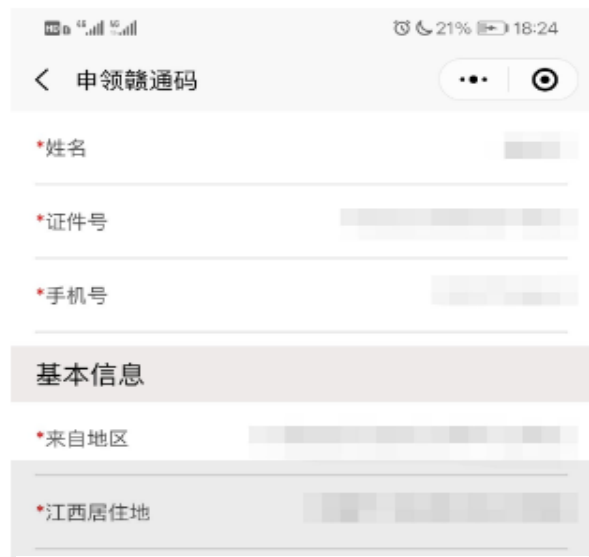 21% 18:24
申领赣通码
*姓名
*证件号
*手机号
基本信息
*来自地区
*江西居住地